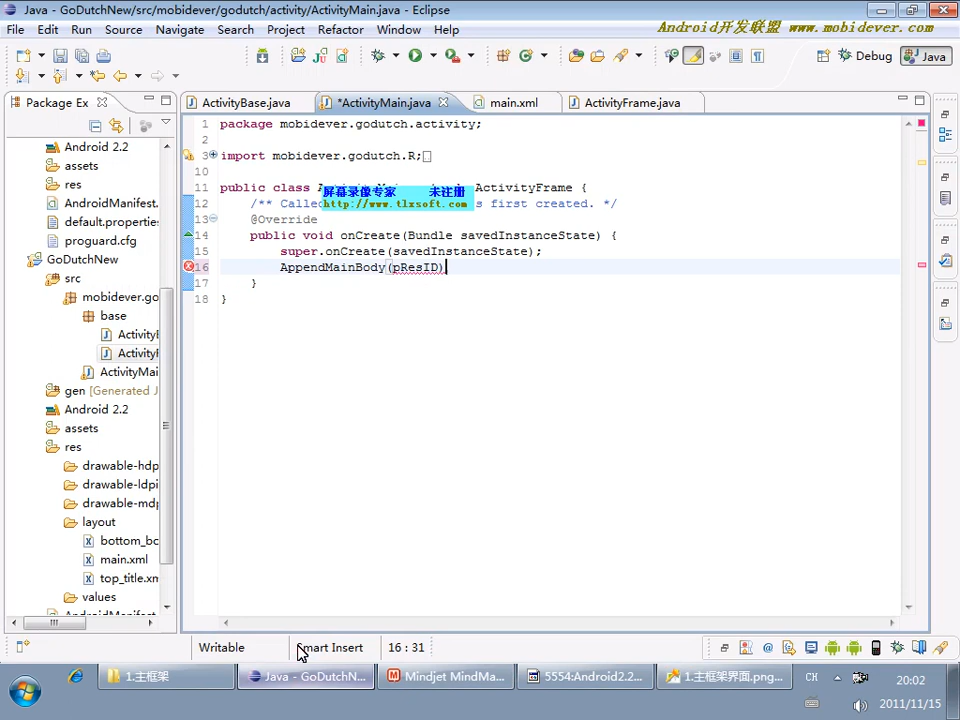 Java - GoDutchNew/src/mobidever/godutch/activity/ActivityMain.java - Eclipse
File Edit Run Source Navigate Search Project Refactor Window Help
Android开发联盟 www.mobidever.com
Debug Java
Package Ex
ActivityBase.java *ActivityMain.java main.xml ActivityFrame.java
Android 2.2
assets
res
AndroidManifest.
default.properties
proguard.cfg
GoDutchNew
src
mobidever.go
base
ActivityI
ActivityF
ActivityMai
gen [Generated J
Android 2.2
assets
res
drawable-hdp
drawable-ldpi
drawable-mdp
layout
bottom_bo
main.xml
top_title.xm
values
AndroidManifest
1 package mobidever.godutch.activity;
2
3 import mobidever.godutch.R;
10
11 public class A ActivityFrame {
屏幕录像专家 未注册
12 /** Called s first created. */
http://www.tlxsoft.com
13 @Override
14 public void onCreate(Bundle savedInstanceState) {
15 super.onCreate(savedInstanceState);
16 AppendMainBody(pResID)
17 }
18 }
Writable Smart Insert 16 : 31
1.主框架 Java - GoDutchN... Mindjet MindMa... 5554:Android2.2... 1.主框架界面.png... CH 20:02
2011/11/15